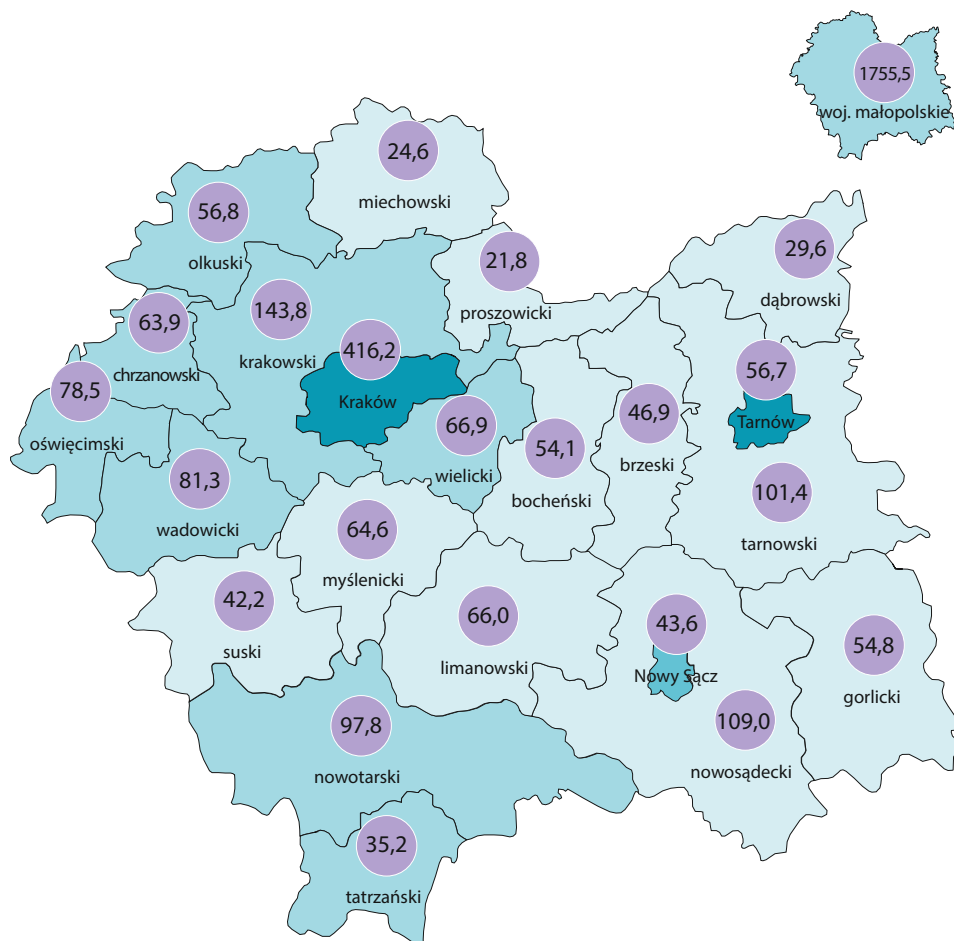 1755,5
woj. małopolskie
24,6
miechowski
56,8
olkuski
21,8
proszowicki
29,6
dąbrowski
63,9
chrzanowski
143,8
krakowski
416,2
Kraków
56,7
Tarnów
78,5
oświęcimski
66,9
wielicki
46,9
brzeski
54,1
bocheński
81,3
wadowicki
101,4
tarnowski
64,6
myślenicki
42,2
suski
66,0
limanowski
43,6
Nowy Sącz
54,8
gorlicki
97,8
nowotarski
109,0
nowosądecki
35,2
tatrzański